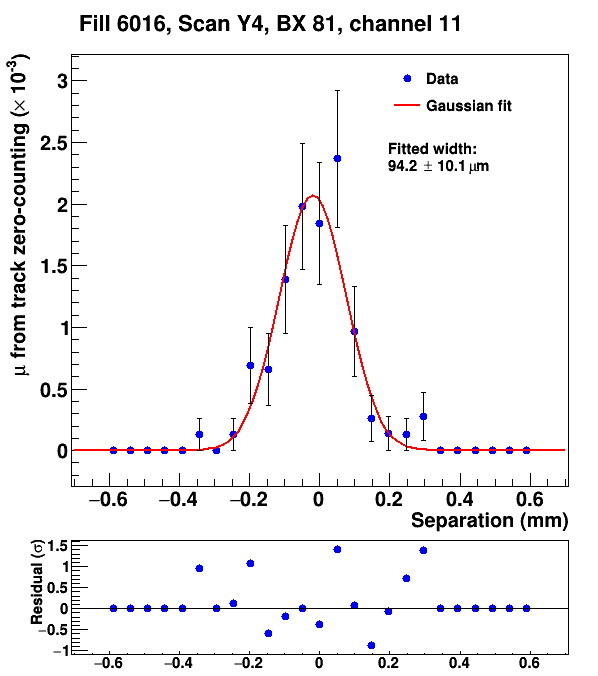 Fill 6016, Scan Y4, BX 81, channel 11
μ from track zero-counting (× 10⁻³)
3
2.5
2
1.5
1
0.5
0
Data
Gaussian fit
Fitted width:
94.2 ± 10.1 μm
−0.6 −0.4 −0.2 0 0.2 0.4 0.6
Separation (mm)
Residual (σ)
1.5
1
0.5
0
−0.5
−1
−0.6 −0.4 −0.2 0 0.2 0.4 0.6